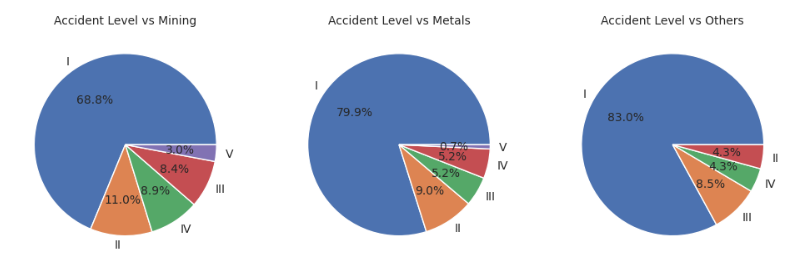 Accident Level vs Mining
I
68.8%
3.0%
V
8.4%
III
8.9%
IV
11.0%
II
Accident Level vs Metals
I
79.9%
0.7%
V
5.2%
IV
5.2%
III
9.0%
II
Accident Level vs Others
I
83.0%
4.3%
II
4.3%
IV
8.5%
III